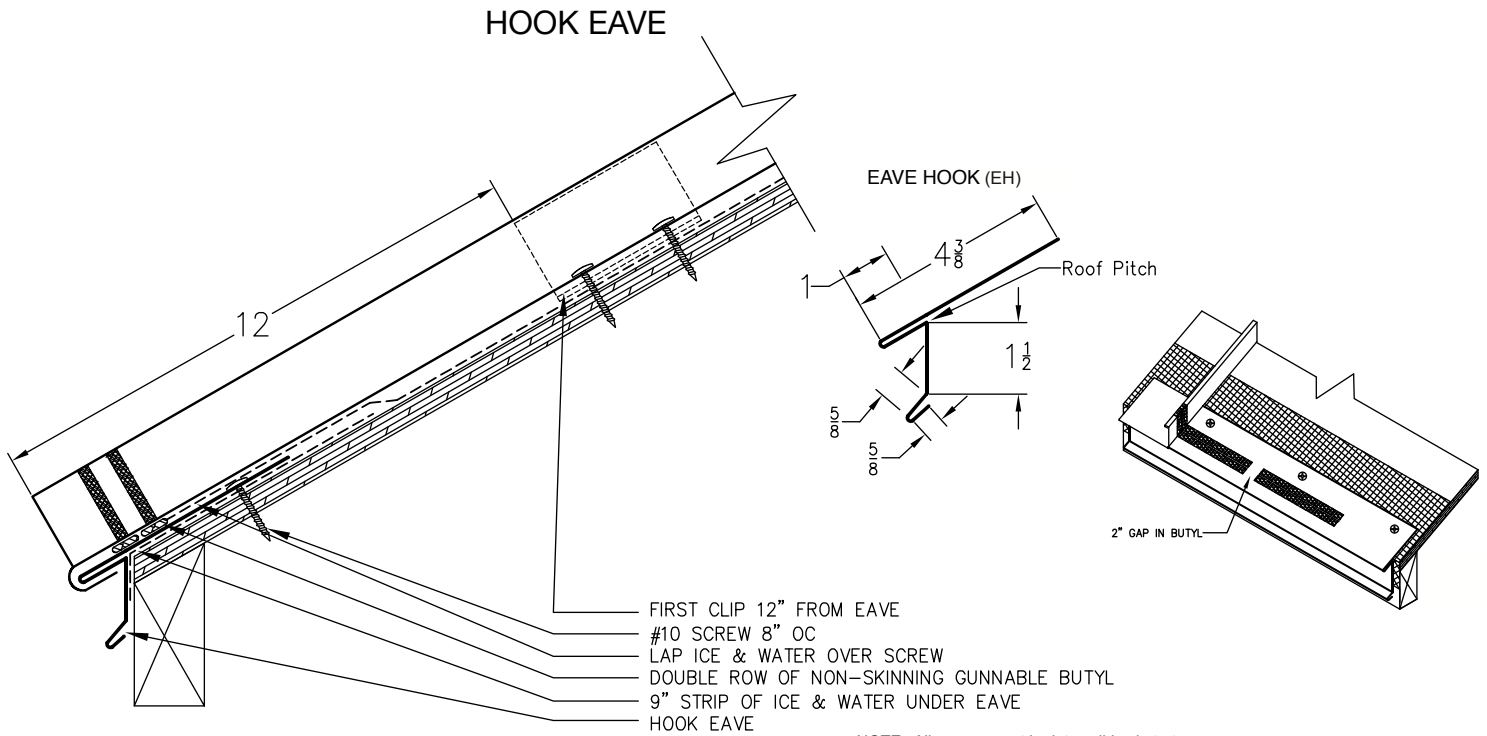 HOOK EAVE
12
EAVE HOOK (EH)
1
4 3/8
Roof Pitch
1 1/2
5/8
5/8
2" GAP IN BUTYL
FIRST CLIP 12” FROM EAVE
#10 SCREW 8” OC
LAP ICE & WATER OVER SCREW
DOUBLE ROW OF NON-SKINNING GUNNABLE BUTYL
9” STRIP OF ICE & WATER UNDER EAVE
HOOK EAVE